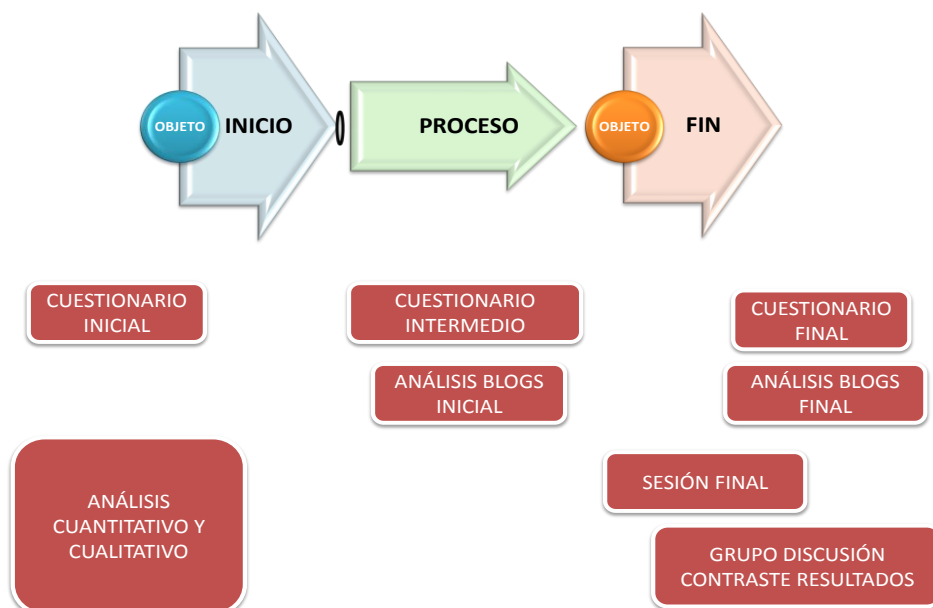 OBJETO
INICIO
PROCESO
OBJETO
FIN
CUESTIONARIO
INICIAL
CUESTIONARIO
INTERMEDIO
CUESTIONARIO
FINAL
ANÁLISIS BLOGS
INICIAL
ANÁLISIS BLOGS
FINAL
ANÁLISIS
CUANTITATIVO Y
CUALITATIVO
SESIÓN FINAL
GRUPO DISCUSIÓN
CONTRASTE RESULTADOS